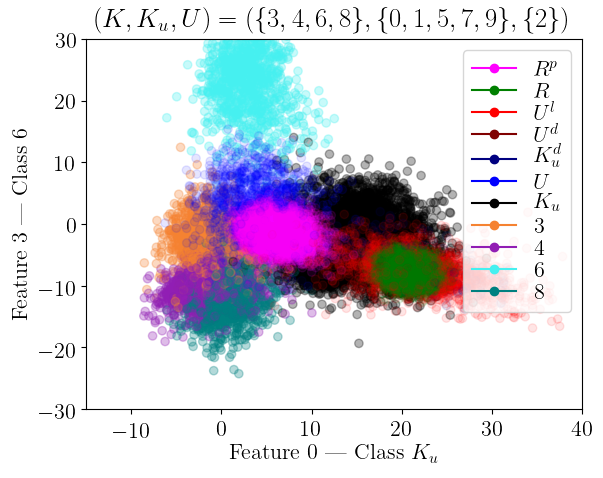 (K, K_u, U) = ({3, 4, 6, 8}, {0, 1, 5, 7, 9}, {2})
30
20
10
0
−10
−20
−30
Feature 3 — Class 6
R^p
R
U^l
U^d
K_u^d
U
K_u
3
4
6
8
−10
0
10
20
30
40
Feature 0 — Class K_u